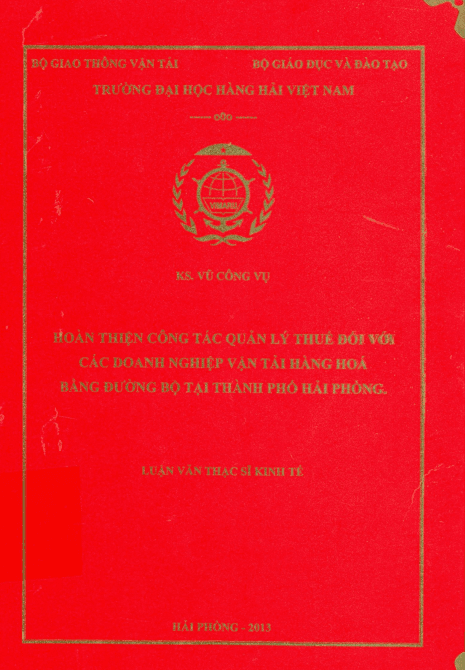 BỘ GIAO THÔNG VẬN TẢI BỘ GIÁO DỤC VÀ ĐÀO TẠO
TRƯỜNG ĐẠI HỌC HÀNG HẢI VIỆT NAM
o0o
VIMARU
KS. VŨ CÔNG VỤ
HOÀN THIỆN CÔNG TÁC QUẢN LÝ THUẾ ĐỐI VỚI
CÁC DOANH NGHIỆP VẬN TẢI HÀNG HOÁ
BẰNG ĐƯỜNG BỘ TẠI THÀNH PHỐ HẢI PHÒNG.
LUẬN VĂN THẠC SĨ KINH TẾ
HẢI PHÒNG - 2013